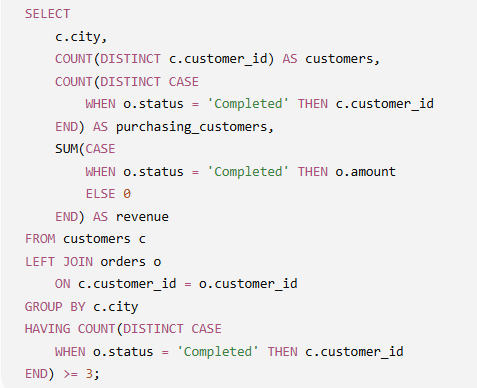 SELECT
    c.city,
    COUNT(DISTINCT c.customer_id) AS customers,
    COUNT(DISTINCT CASE
        WHEN o.status = 'Completed' THEN c.customer_id
    END) AS purchasing_customers,
    SUM(CASE
        WHEN o.status = 'Completed' THEN o.amount
        ELSE 0
    END) AS revenue
FROM customers c
LEFT JOIN orders o
    ON c.customer_id = o.customer_id
GROUP BY c.city
HAVING COUNT(DISTINCT CASE
    WHEN o.status = 'Completed' THEN c.customer_id
END) >= 3;